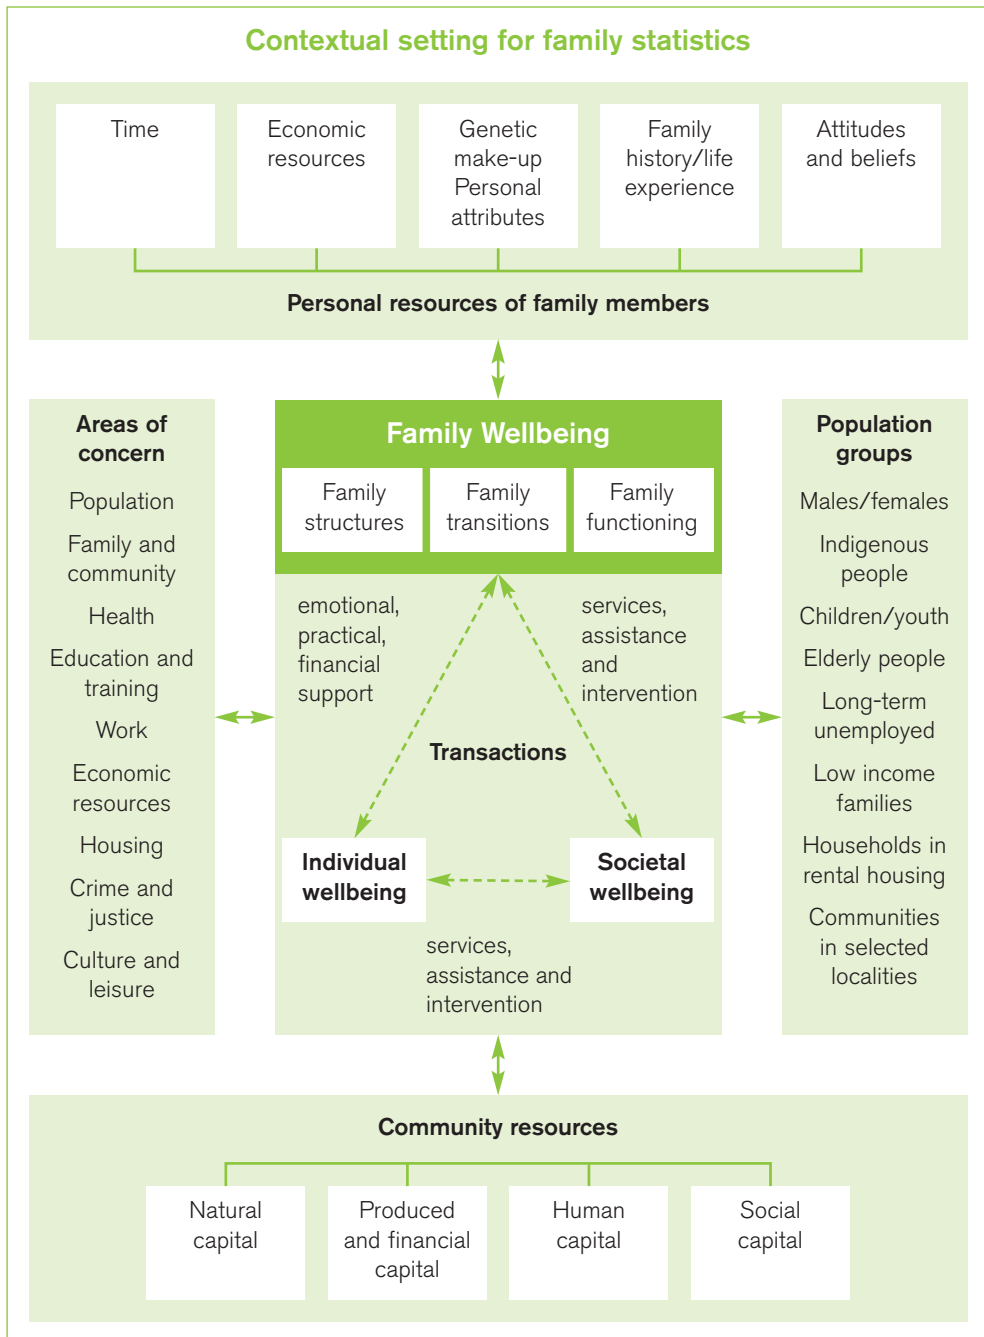 Contextual setting for family statistics
Time
Economic
resources
Genetic
make-up
Personal
attributes
Family
history/life
experience
Attitudes
and beliefs
Personal resources of family members
Areas of
concern
Population
Family and
community
Health
Education and
training
Work
Economic
resources
Housing
Crime and
justice
Culture and
leisure
Family Wellbeing
Family
structures
Family
transitions
Family
functioning
emotional,
practical,
financial
support
services,
assistance
and
intervention
Transactions
Individual
wellbeing
Societal
wellbeing
services,
assistance and
intervention
Population
groups
Males/females
Indigenous
people
Children/youth
Elderly people
Long-term
unemployed
Low income
families
Households in
rental housing
Communities
in selected
localities
Community resources
Natural
capital
Produced
and financial
capital
Human
capital
Social
capital